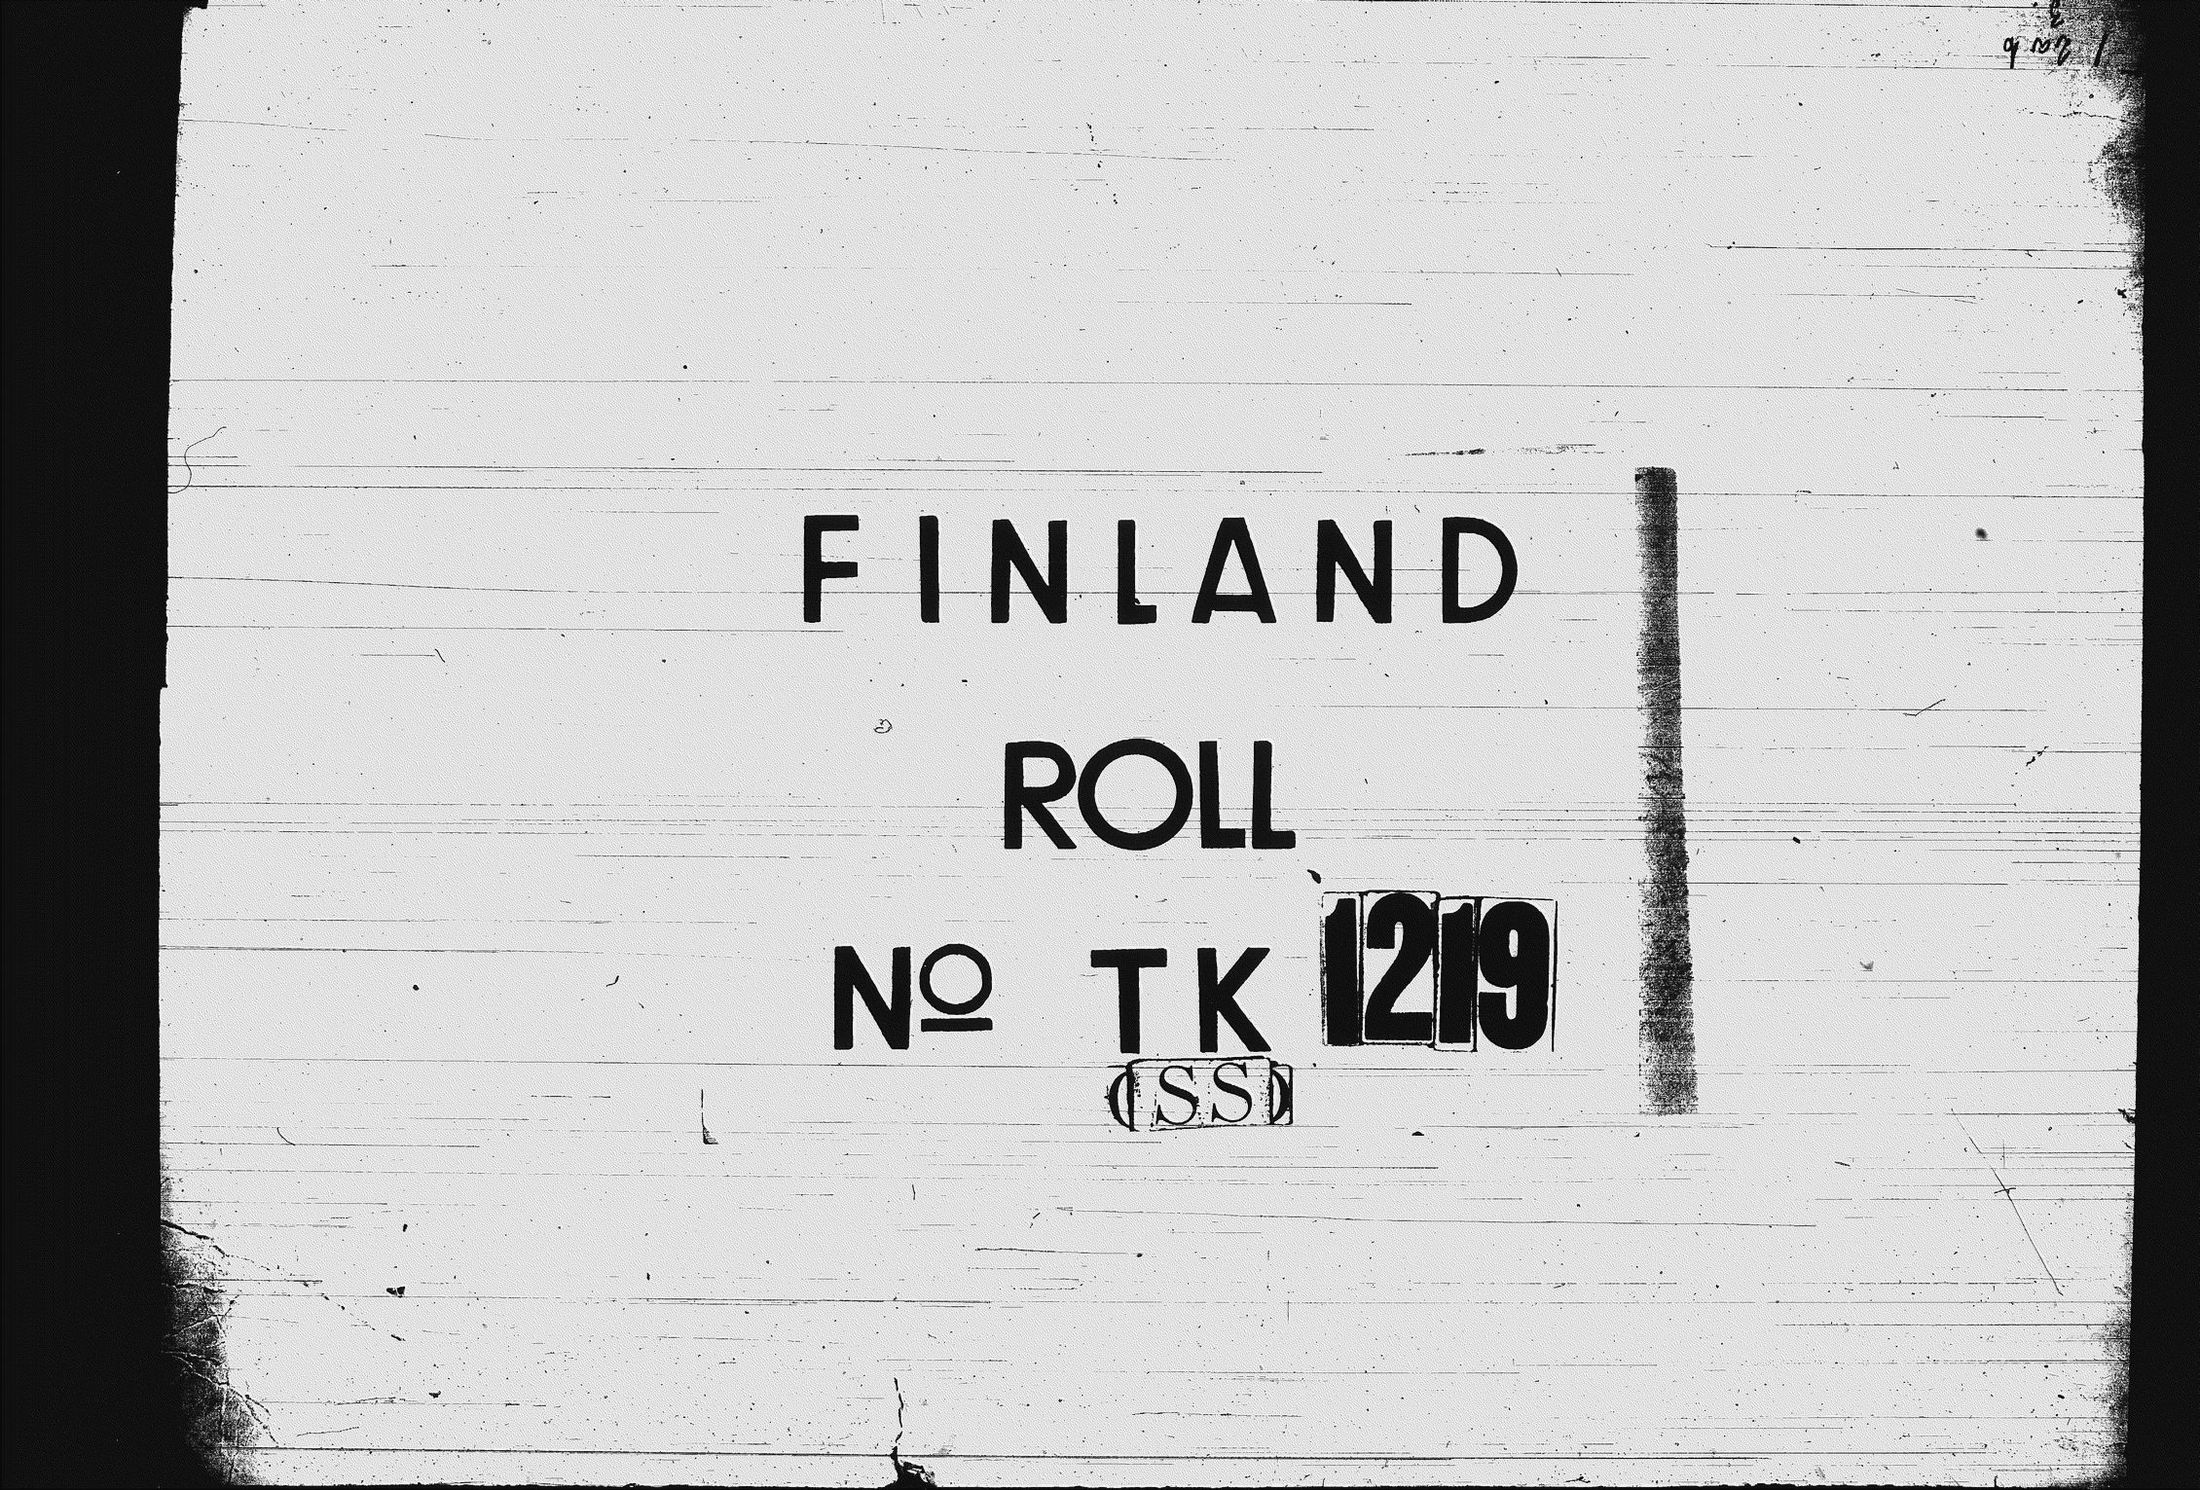 FINLAND
ROLL
Nº TK 1219
(SS)